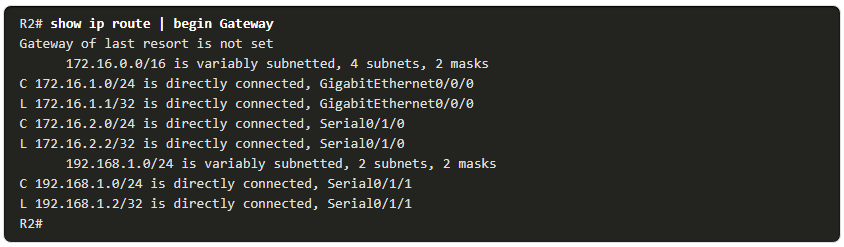 R2# show ip route | begin Gateway
Gateway of last resort is not set
172.16.0.0/16 is variably subnetted, 4 subnets, 2 masks
C 172.16.1.0/24 is directly connected, GigabitEthernet0/0/0
L 172.16.1.1/32 is directly connected, GigabitEthernet0/0/0
C 172.16.2.0/24 is directly connected, Serial0/1/0
L 172.16.2.2/32 is directly connected, Serial0/1/0
192.168.1.0/24 is variably subnetted, 2 subnets, 2 masks
C 192.168.1.0/24 is directly connected, Serial0/1/1
L 192.168.1.2/32 is directly connected, Serial0/1/1
R2#